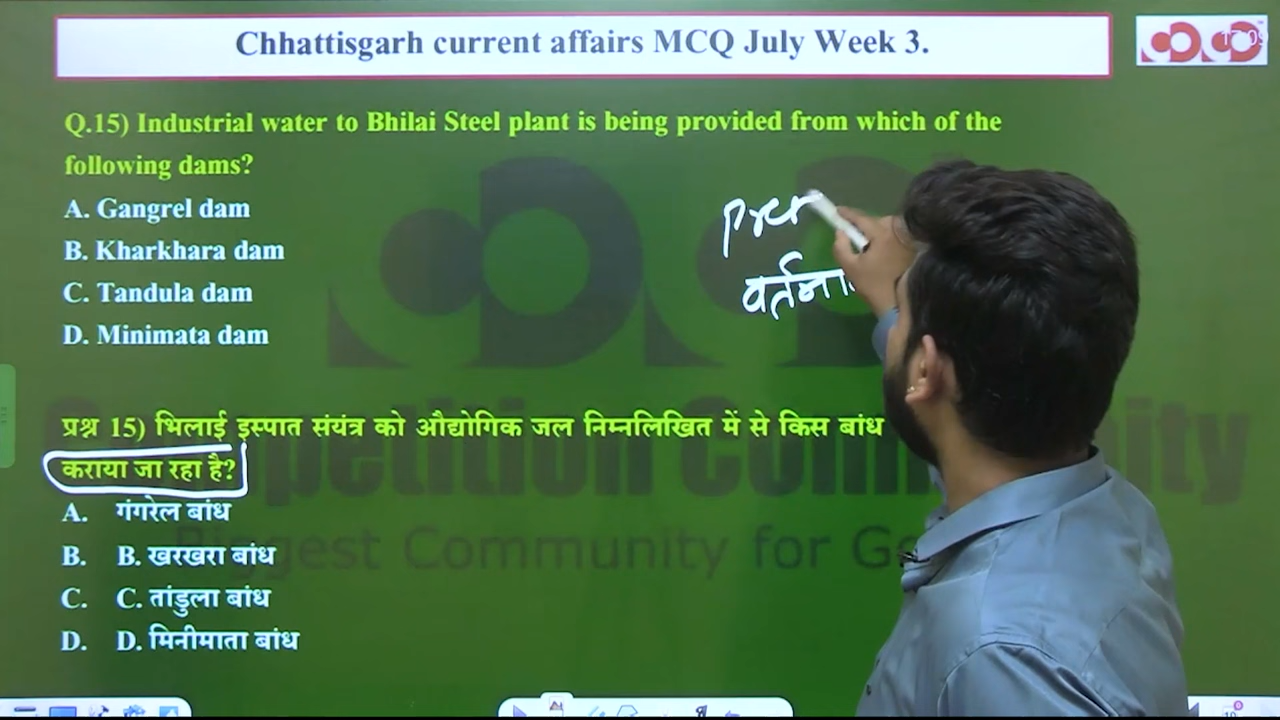 Chhattisgarh current affairs MCQ July Week 3.
Q.15) Industrial water to Bhilai Steel plant is being provided from which of the
following dams?
A. Gangrel dam
B. Kharkhara dam
C. Tandula dam
D. Minimata dam
प्रश्न 15) भिलाई इस्पात संयंत्र को औद्योगिक जल निम्नलिखित में से किस बांध
कराया जा रहा है?
A. गंगरेल बांध
B. B. खरखरा बांध
C. C. तांडुला बांध
D. D. मिनीमाता बांध
17:09